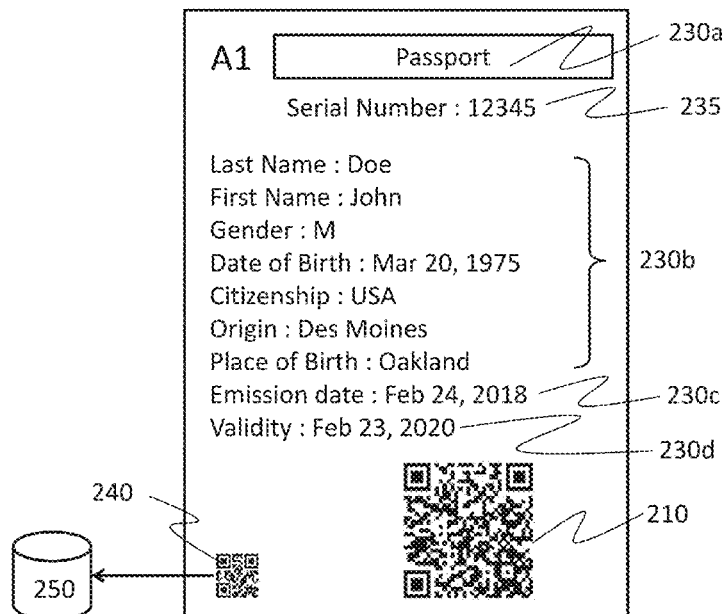 A1 Passport 230a
Serial Number : 12345 235
Last Name : Doe
First Name : John
Gender : M
Date of Birth : Mar 20, 1975
230b
Citizenship : USA
Origin : Des Moines
Place of Birth : Oakland
Emission date : Feb 24, 2018 230c
Validity : Feb 23, 2020
230d
240
210
250